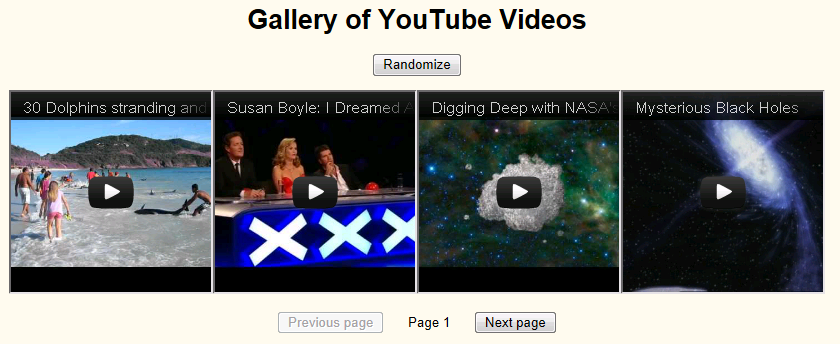 Gallery of YouTube Videos
Randomize
30 Dolphins stranding and
Susan Boyle: I Dreamed A
Digging Deep with NASA's
Mysterious Black Holes
XXX
Previous page
Page 1
Next page